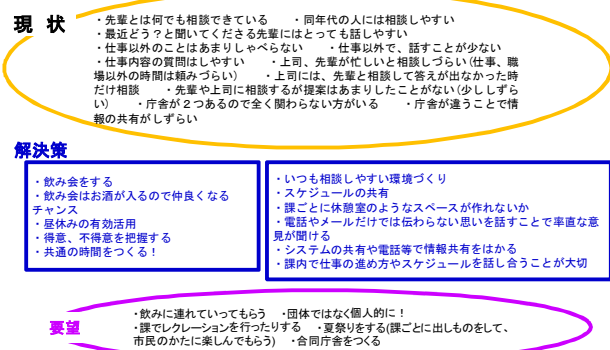 現 状
・先輩とは何でも相談できている ・同年代の人には相談しやすい
・最近どう？と聞いてくださる先輩にはとっても話しやすい
・仕事以外のことはあまりしゃべらない ・仕事以外で、話すことが少ない
・仕事内容の質問はしやすい ・上司、先輩が忙しいと相談しづらい(仕事、職
場以外の時間は頼みづらい) ・上司には、先輩と相談して答えが出なかった時
だけ相談 ・先輩や上司に相談するが提案はあまりしたことがない(少ししずら
い) ・庁舎が２つあるので全く関わらない方がいる ・庁舎が違うことで情
報の共有がしずらい
解決策
・飲み会をする
・飲み会はお酒が入るので仲良くなる
チャンス
・昼休みの有効活用
・得意、不得意を把握する
・共通の時間をつくる！
・いつも相談しやすい環境づくり
・スケジュールの共有
・課ごとに休憩室のようなスペースが作れないか
・電話やメールだけでは伝わらない思いを話すことで率直な意
見が聞ける
・システムの共有や電話等で情報共有をはかる
・課内で仕事の進め方やスケジュールを話し合うことが大切
要望
・飲みに連れていってもらう ・団体ではなく個人的に！
・課でレクレーションを行ったりする ・夏祭りをする(課ごとに出しものをして、
市民のかたに楽しんでもらう) ・合同庁舎をつくる